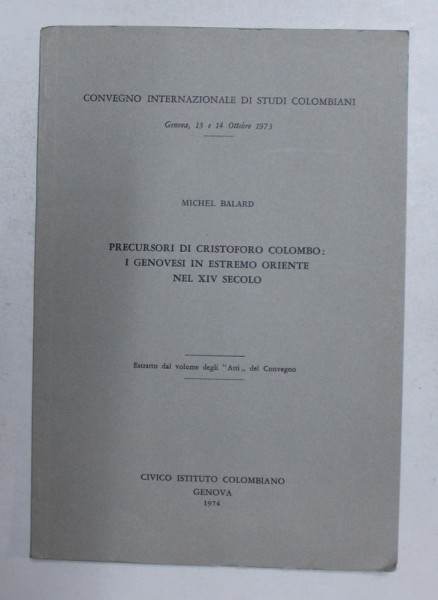 CONVEGNO INTERNAZIONALE DI STUDI COLOMBIANI
Genova, 13 e 14 Ottobre 1973
MICHEL BALARD
PRECURSORI DI CRISTOFORO COLOMBO:
I GENOVESI IN ESTREMO ORIENTE
NEL XIV SECOLO
Estratto dal volume degli "Atti„ del Convegno
CIVICO ISTITUTO COLOMBIANO
GENOVA
1974